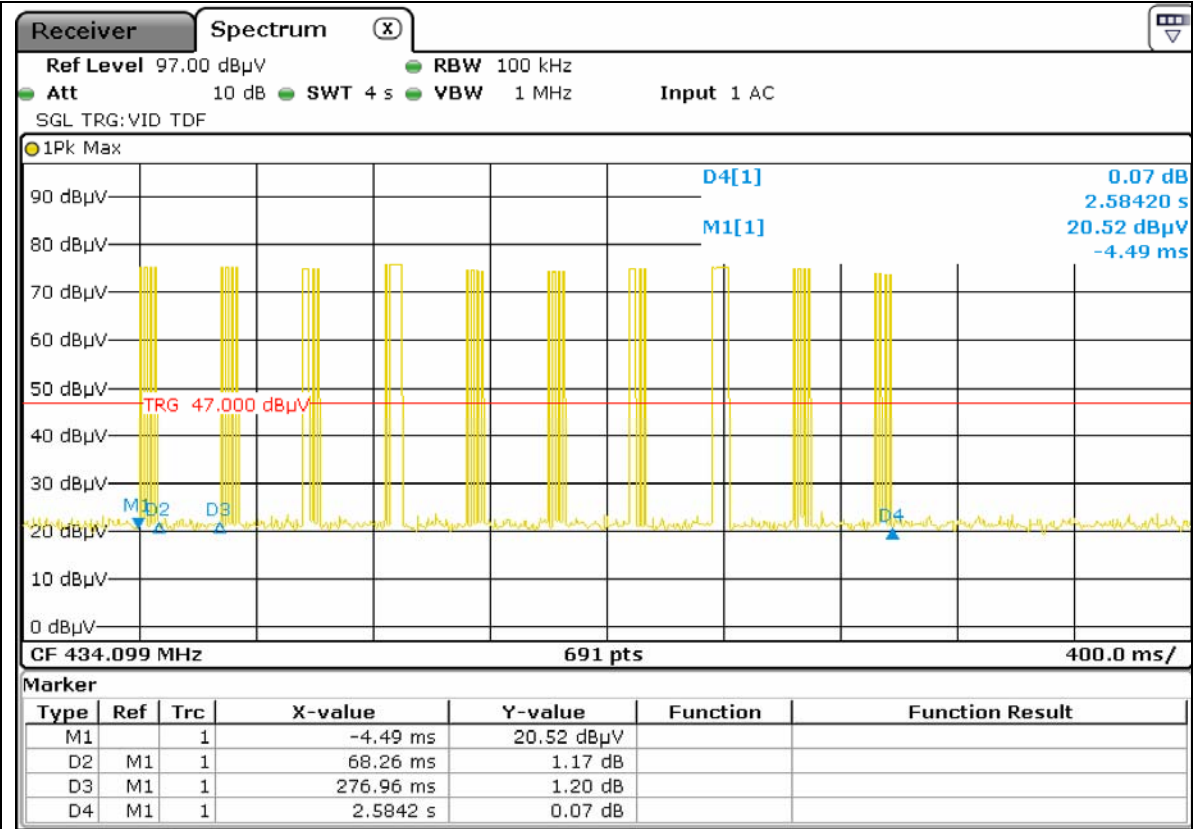 Receiver Spectrum X
Ref Level 97.00 dBµV RBW 100 kHz
Att 10 dB SWT 4 s VBW 1 MHz Input 1 AC
SGL TRG:VID TDF
1Pk Max
D4[1] 0.07 dB
2.58420 s
M1[1] 20.52 dBµV
-4.49 ms
90 dBµV
80 dBµV
70 dBµV
60 dBµV
50 dBµV
TRG 47.000 dBµV
40 dBµV
30 dBµV
M1 D2 D3 D4
20 dBµV
10 dBµV
0 dBµV
CF 434.099 MHz 691 pts 400.0 ms/
Marker
Type Ref Trc X-value Y-value Function Function Result
M1 1 -4.49 ms 20.52 dBµV
D2 M1 1 68.26 ms 1.17 dB
D3 M1 1 276.96 ms 1.20 dB
D4 M1 1 2.5842 s 0.07 dB